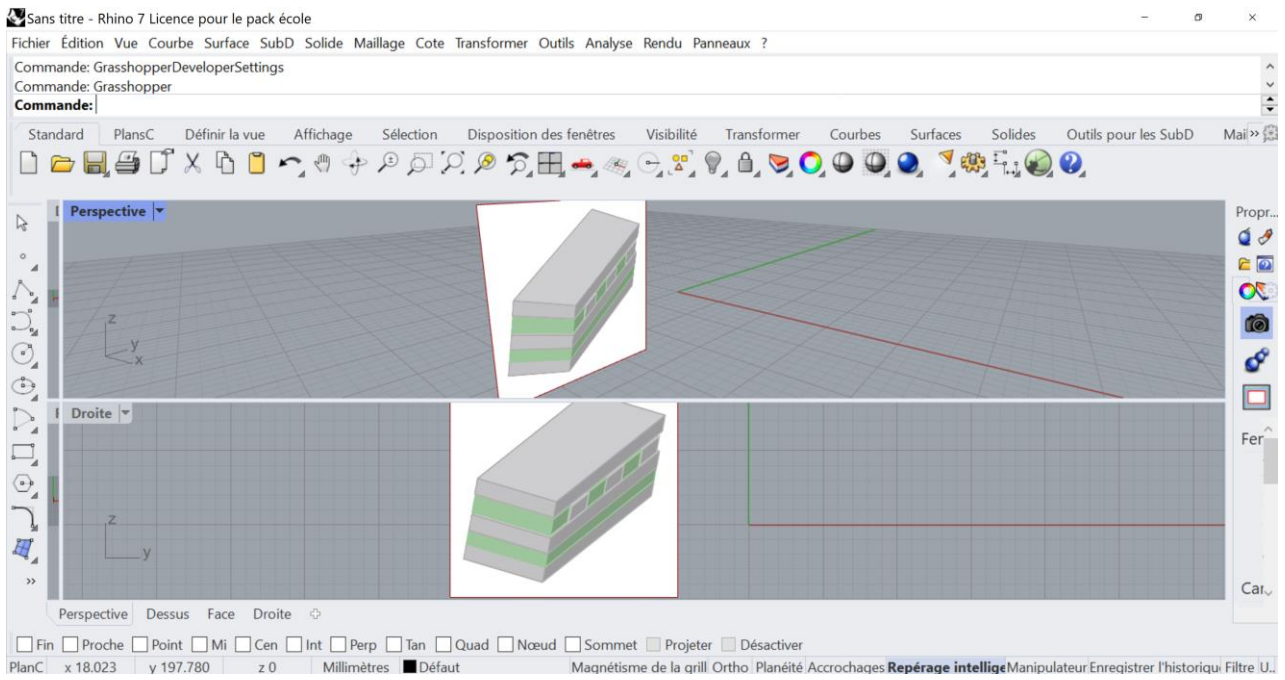 Sans titre - Rhino 7 Licence pour le pack école
Fichier Édition Vue Courbe Surface SubD Solide Maillage Cote Transformer Outils Analyse Rendu Panneaux ?
Commande: GrasshopperDeveloperSettings
Commande: Grasshopper
Commande:
Standard PlansC Définir la vue Affichage Sélection Disposition des fenêtres Visibilité Transformer Courbes Surfaces Solides Outils pour les SubD Mai »
Perspective Propr...
z
y
x
Droite
Fer
z
y
Car
»
Perspective Dessus Face Droite
Fin Proche Point Mi Cen Int Perp Tan Quad Nœud Sommet Projeter Désactiver
PlanC x 18.023 y 197.780 z 0 Millimètres Défaut Magnétisme de la grill Ortho Planéité Accrochages Repérage intellige Manipulateur Enregistrer l'historiqu Filtre U..